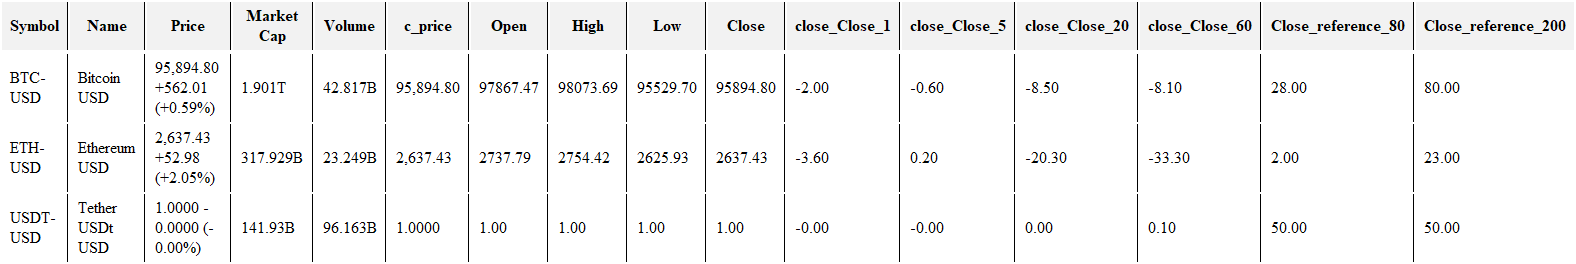 Symbol Name Price Market Cap Volume c_price Open High Low Close close_Close_1 close_Close_5 close_Close_20 close_Close_60 Close_reference_80 Close_reference_200
BTC-USD Bitcoin USD 95,894.80 +562.01 (+0.59%) 1.901T 42.817B 95,894.80 97867.47 98073.69 95529.70 95894.80 -2.00 -0.60 -8.50 -8.10 28.00 80.00
ETH-USD Ethereum USD 2,637.43 +52.98 (+2.05%) 317.929B 23.249B 2,637.43 2737.79 2754.42 2625.93 2637.43 -3.60 0.20 -20.30 -33.30 2.00 23.00
USDT-USD Tether USDt USD 1.0000 -0.0000 (-0.00%) 141.93B 96.163B 1.0000 1.00 1.00 1.00 1.00 -0.00 -0.00 0.00 0.10 50.00 50.00